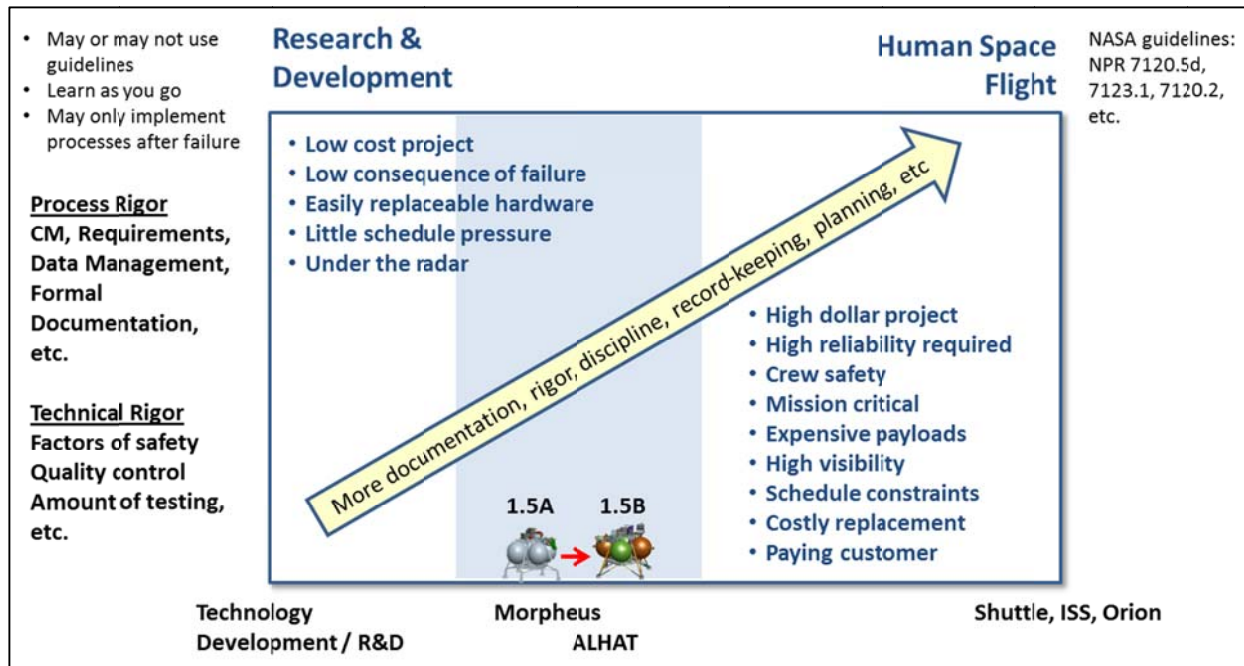 • May or may not use
guidelines
• Learn as you go
• May only implement
processes after failure
Research &
Development
Human Space
Flight
NASA guidelines:
NPR 7120.5d,
7123.1, 7120.2,
etc.
Process Rigor
CM, Requirements,
Data Management,
Formal
Documentation,
etc.
Technical Rigor
Factors of safety
Quality control
Amount of testing,
etc.
• Low cost project
• Low consequence of failure
• Easily replaceable hardware
• Little schedule pressure
• Under the radar
More documentation, rigor, discipline, record-keeping, planning, etc
• High dollar project
• High reliability required
• Crew safety
• Mission critical
• Expensive payloads
• High visibility
• Schedule constraints
• Costly replacement
• Paying customer
1.5A
1.5B
Technology
Development / R&D
Morpheus
ALHAT
Shuttle, ISS, Orion